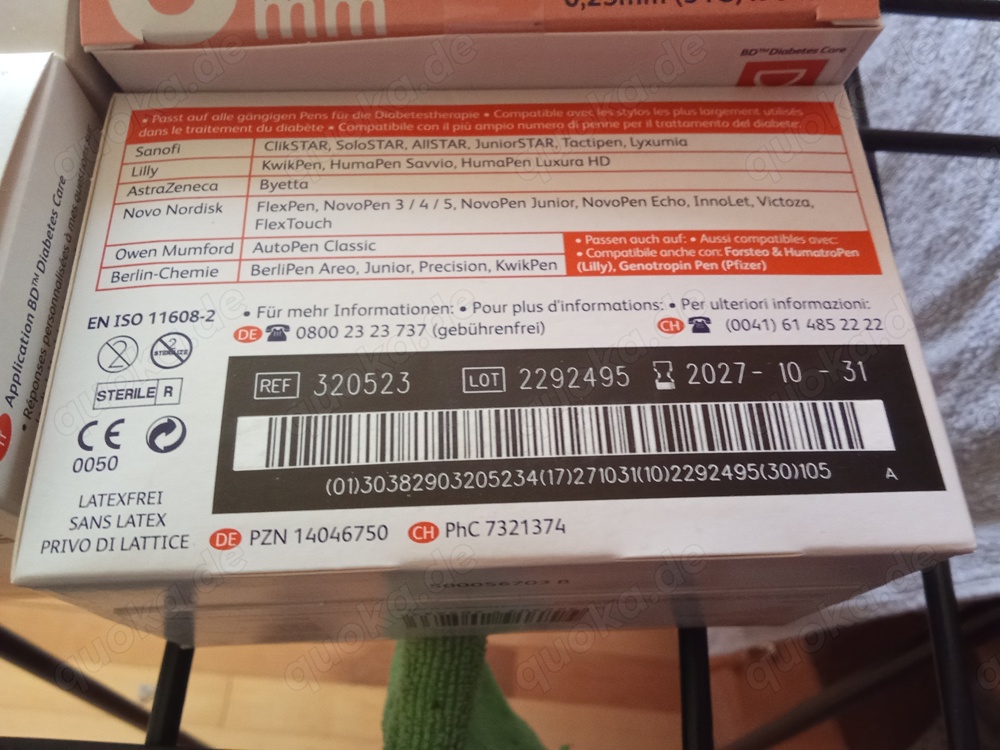 mm
BD™ Diabetes Care
• Passt auf alle gängigen Pens für die Diabetestherapie • Compatible avec les stylos les plus largement utilisés
dans le traitement du diabète • Compatibile con il più ampio numero di penne per il trattamento del diabete.
Sanofi ClikSTAR, SoloSTAR, AllSTAR, JuniorSTAR, Tactipen, Lyxumia
Lilly KwikPen, HumaPen Savvio, HumaPen Luxura HD
AstraZeneca Byetta
Novo Nordisk FlexPen, NovoPen 3 / 4 / 5, NovoPen Junior, NovoPen Echo, InnoLet, Victoza,
FlexTouch
Owen Mumford AutoPen Classic
Berlin-Chemie BerliPen Areo, Junior, Precision, KwikPen
• Passen auch auf: • Aussi compatibles avec:
• Compatibile anche con: Forsteo & HumatroPen
(Lilly), Genotropin Pen (Pfizer)
EN ISO 11608-2
• Für mehr Informationen: • Pour plus d'informations: • Per ulteriori informazioni:
DE 0800 23 23 737 (gebührenfrei)
CH (0041) 61 485 22 22
2
2 STERILIZE
STERILE R
CE
0050
LATEXFREI
SANS LATEX
PRIVO DI LATTICE
REF 320523 LOT 2292495 2027- 10 - 31
(01)30382903205234(17)271031(10)2292495(30)105 A
DE PZN 14046750 CH PhC 7321374
Application BD™ Diabetes Care
• Réponses personnalisées à mes
quoka.de